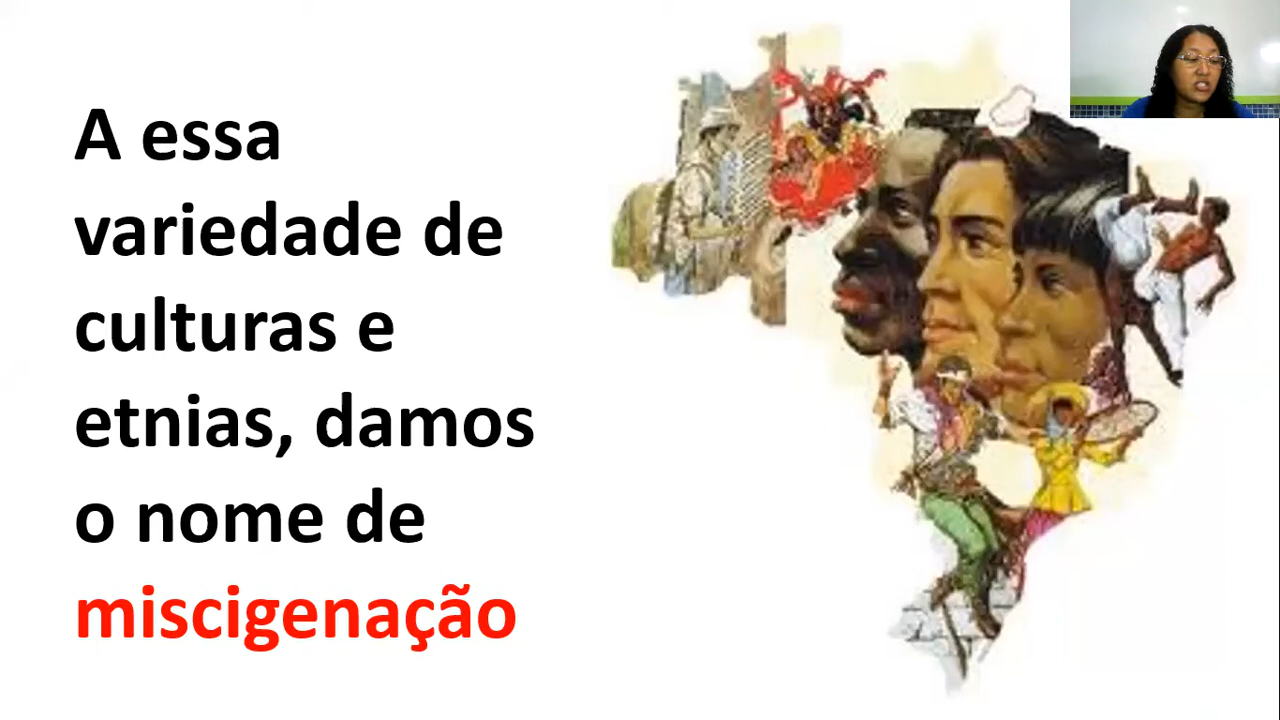 A essa
variedade de
culturas e
etnias, damos
o nome de
miscigenação